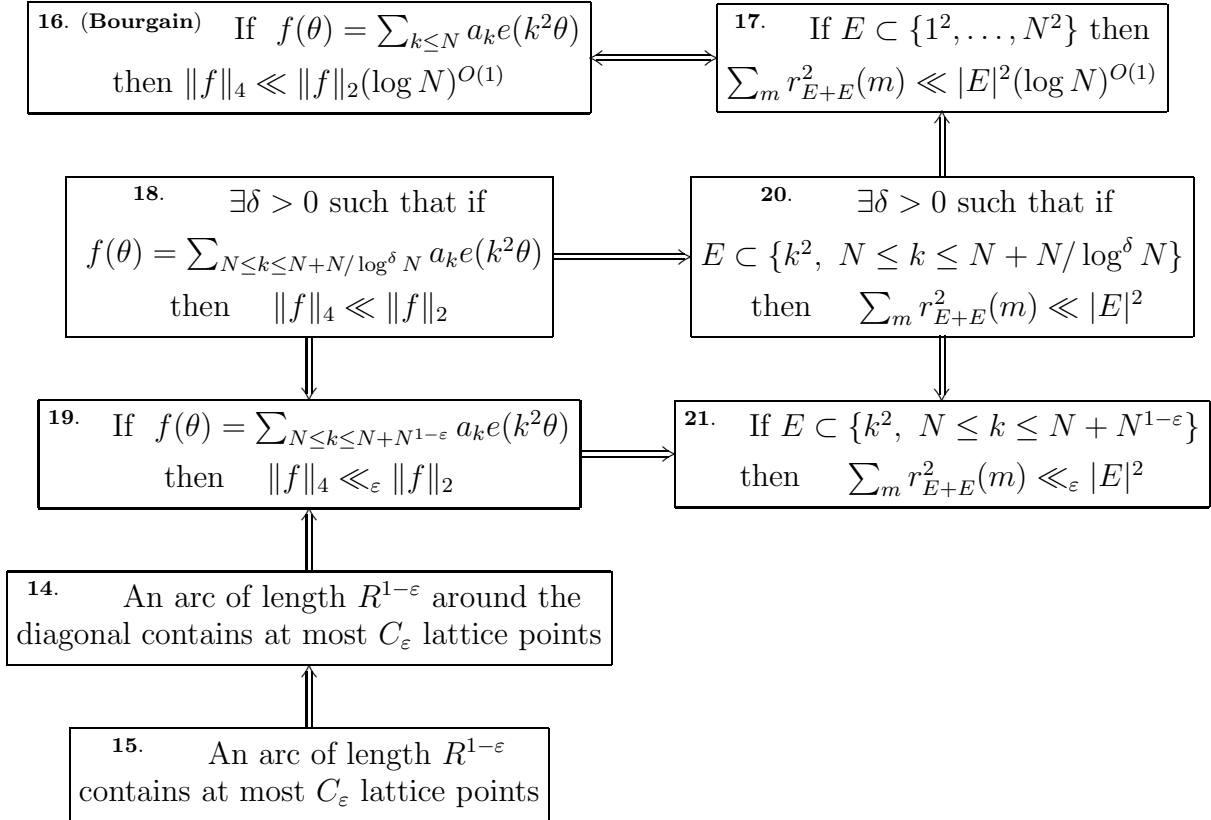 16. (Bourgain) If f(θ) = ∑_{k≤N} a_k e(k²θ)
then ‖f‖₄ ≪ ‖f‖₂(log N)^{O(1)}
17. If E ⊂ {1², …, N²} then
∑_m r²_{E+E}(m) ≪ |E|²(log N)^{O(1)}
18. ∃δ > 0 such that if
f(θ) = ∑_{N≤k≤N+N/log^δ N} a_k e(k²θ)
then ‖f‖₄ ≪ ‖f‖₂
20. ∃δ > 0 such that if
E ⊂ {k², N ≤ k ≤ N + N/log^δ N}
then ∑_m r²_{E+E}(m) ≪ |E|²
19. If f(θ) = ∑_{N≤k≤N+N^{1−ε}} a_k e(k²θ)
then ‖f‖₄ ≪_ε ‖f‖₂
21. If E ⊂ {k², N ≤ k ≤ N + N^{1−ε}}
then ∑_m r²_{E+E}(m) ≪_ε |E|²
14. An arc of length R^{1−ε} around the
diagonal contains at most C_ε lattice points
15. An arc of length R^{1−ε}
contains at most C_ε lattice points